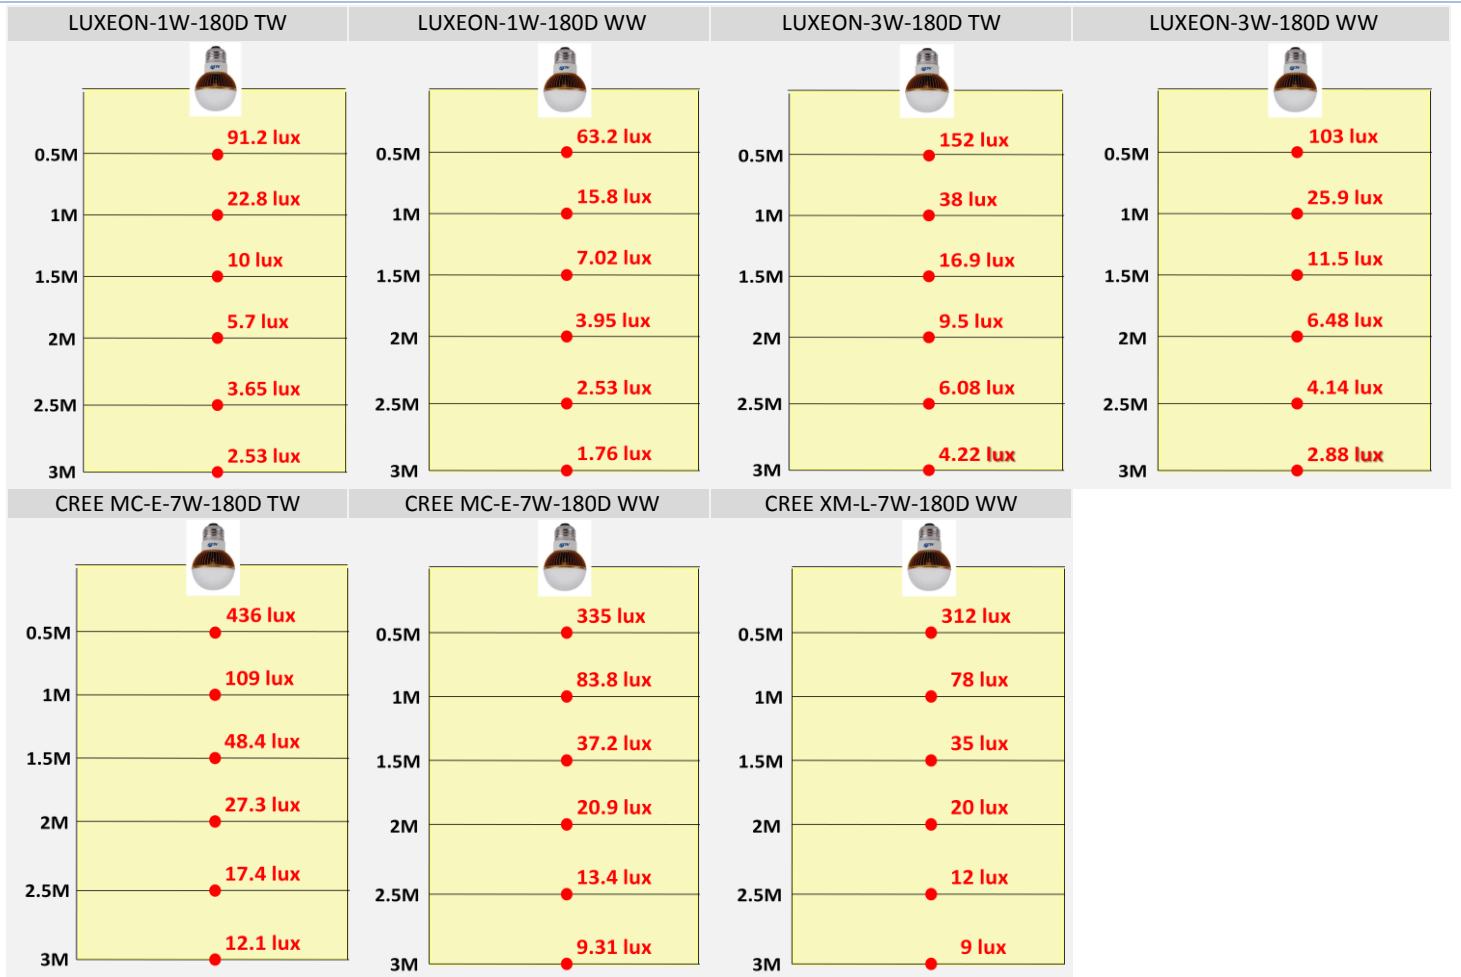 LUXEON-1W-180D TW
LUXEON-1W-180D WW
LUXEON-3W-180D TW
LUXEON-3W-180D WW
0.5M 91.2 lux
1M 22.8 lux
1.5M 10 lux
2M 5.7 lux
2.5M 3.65 lux
3M 2.53 lux
0.5M 63.2 lux
1M 15.8 lux
1.5M 7.02 lux
2M 3.95 lux
2.5M 2.53 lux
3M 1.76 lux
0.5M 152 lux
1M 38 lux
1.5M 16.9 lux
2M 9.5 lux
2.5M 6.08 lux
3M 4.22 lux
0.5M 103 lux
1M 25.9 lux
1.5M 11.5 lux
2M 6.48 lux
2.5M 4.14 lux
3M 2.88 lux
CREE MC-E-7W-180D TW
CREE MC-E-7W-180D WW
CREE XM-L-7W-180D WW
0.5M 436 lux
1M 109 lux
1.5M 48.4 lux
2M 27.3 lux
2.5M 17.4 lux
3M 12.1 lux
0.5M 335 lux
1M 83.8 lux
1.5M 37.2 lux
2M 20.9 lux
2.5M 13.4 lux
3M 9.31 lux
0.5M 312 lux
1M 78 lux
1.5M 35 lux
2M 20 lux
2.5M 12 lux
3M 9 lux